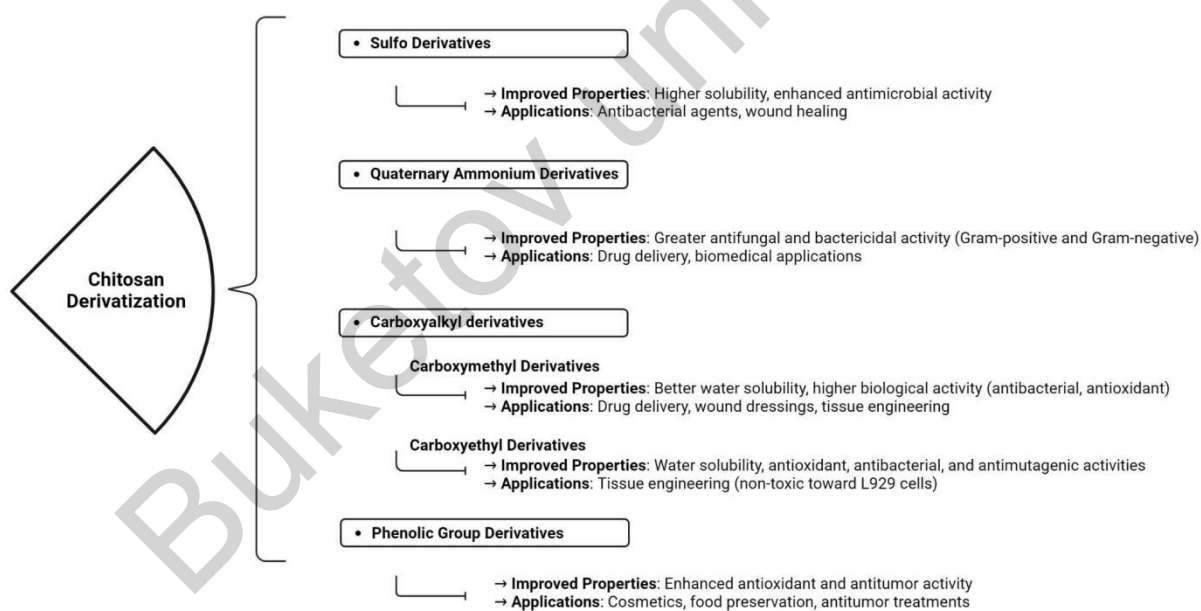 • Sulfo Derivatives
→ Improved Properties: Higher solubility, enhanced antimicrobial activity
→ Applications: Antibacterial agents, wound healing
• Quaternary Ammonium Derivatives
→ Improved Properties: Greater antifungal and bactericidal activity (Gram-positive and Gram-negative)
→ Applications: Drug delivery, biomedical applications
Chitosan
Derivatization
• Carboxyalkyl derivatives
Carboxymethyl Derivatives
→ Improved Properties: Better water solubility, higher biological activity (antibacterial, antioxidant)
→ Applications: Drug delivery, wound dressings, tissue engineering
Carboxyethyl Derivatives
→ Improved Properties: Water solubility, antioxidant, antibacterial, and antimutagenic activities
→ Applications: Tissue engineering (non-toxic toward L929 cells)
• Phenolic Group Derivatives
→ Improved Properties: Enhanced antioxidant and antitumor activity
→ Applications: Cosmetics, food preservation, antitumor treatments
Buketov